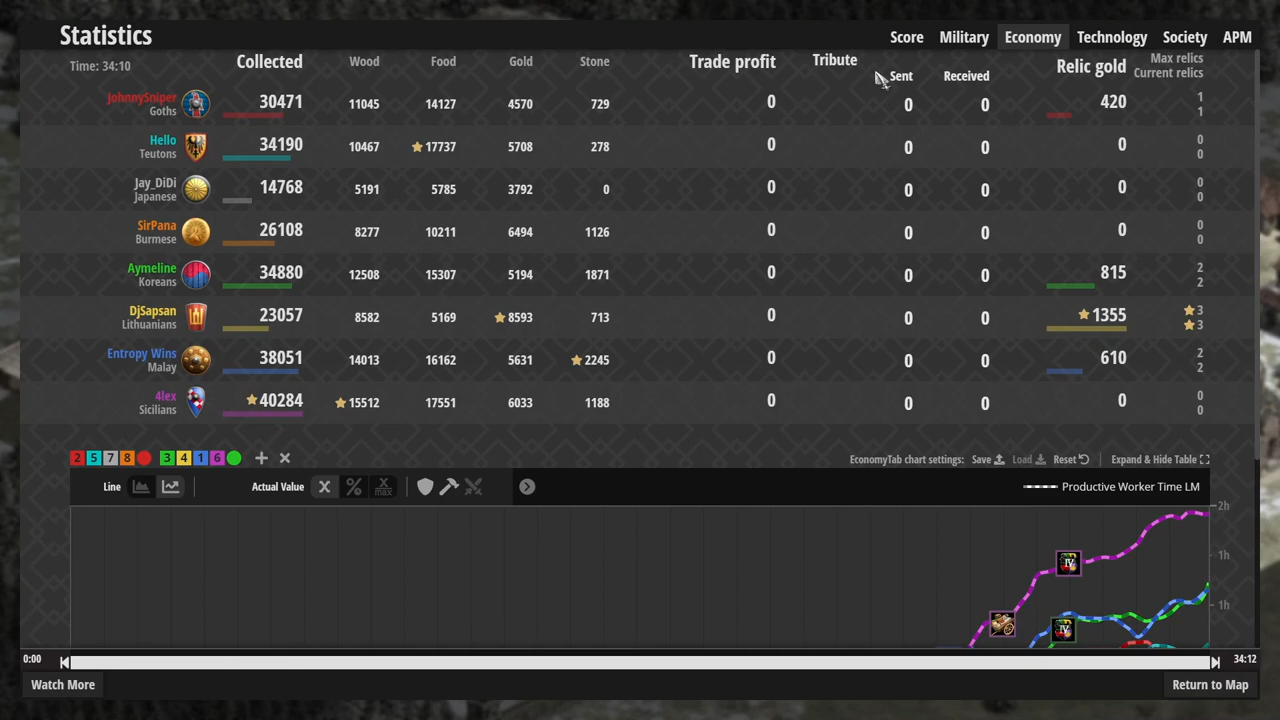 Statistics
Score Military Economy Technology Society APM
Time: 34:10
Collected Wood Food Gold Stone Trade profit Tribute Sent Received Relic gold Max relics
Current relics
JohnnySniper 30471 11045 14127 4570 729 0 0 0 420 1
Goths 1
Hello 34190 10467 17737 5708 278 0 0 0 0 0
Teutons 0
Jay_DiDi 14768 5191 5785 3792 0 0 0 0 0 0
Japanese 0
SirPana 26108 8277 10211 6494 1126 0 0 0 0 0
Burmese 0
Aymeline 34880 12508 15307 5194 1871 0 0 0 815 2
Koreans 2
DjSapsan 23057 8582 5169 8593 713 0 0 0 1355 3
Lithuanians 3
Entropy Wins 38051 14013 16162 5631 2245 0 0 0 610 2
Malay 2
4lex 40284 15512 17551 6033 1188 0 0 0 0 0
Sicilians 0
2 5 7 8 3 4 1 6 + × EconomyTab chart settings: Save Load Reset Expand & Hide Table
Line Actual Value X % X/max Productive Worker Time LM
2h
1h
IV
1h
IV
0:00 34:12
Watch More Return to Map